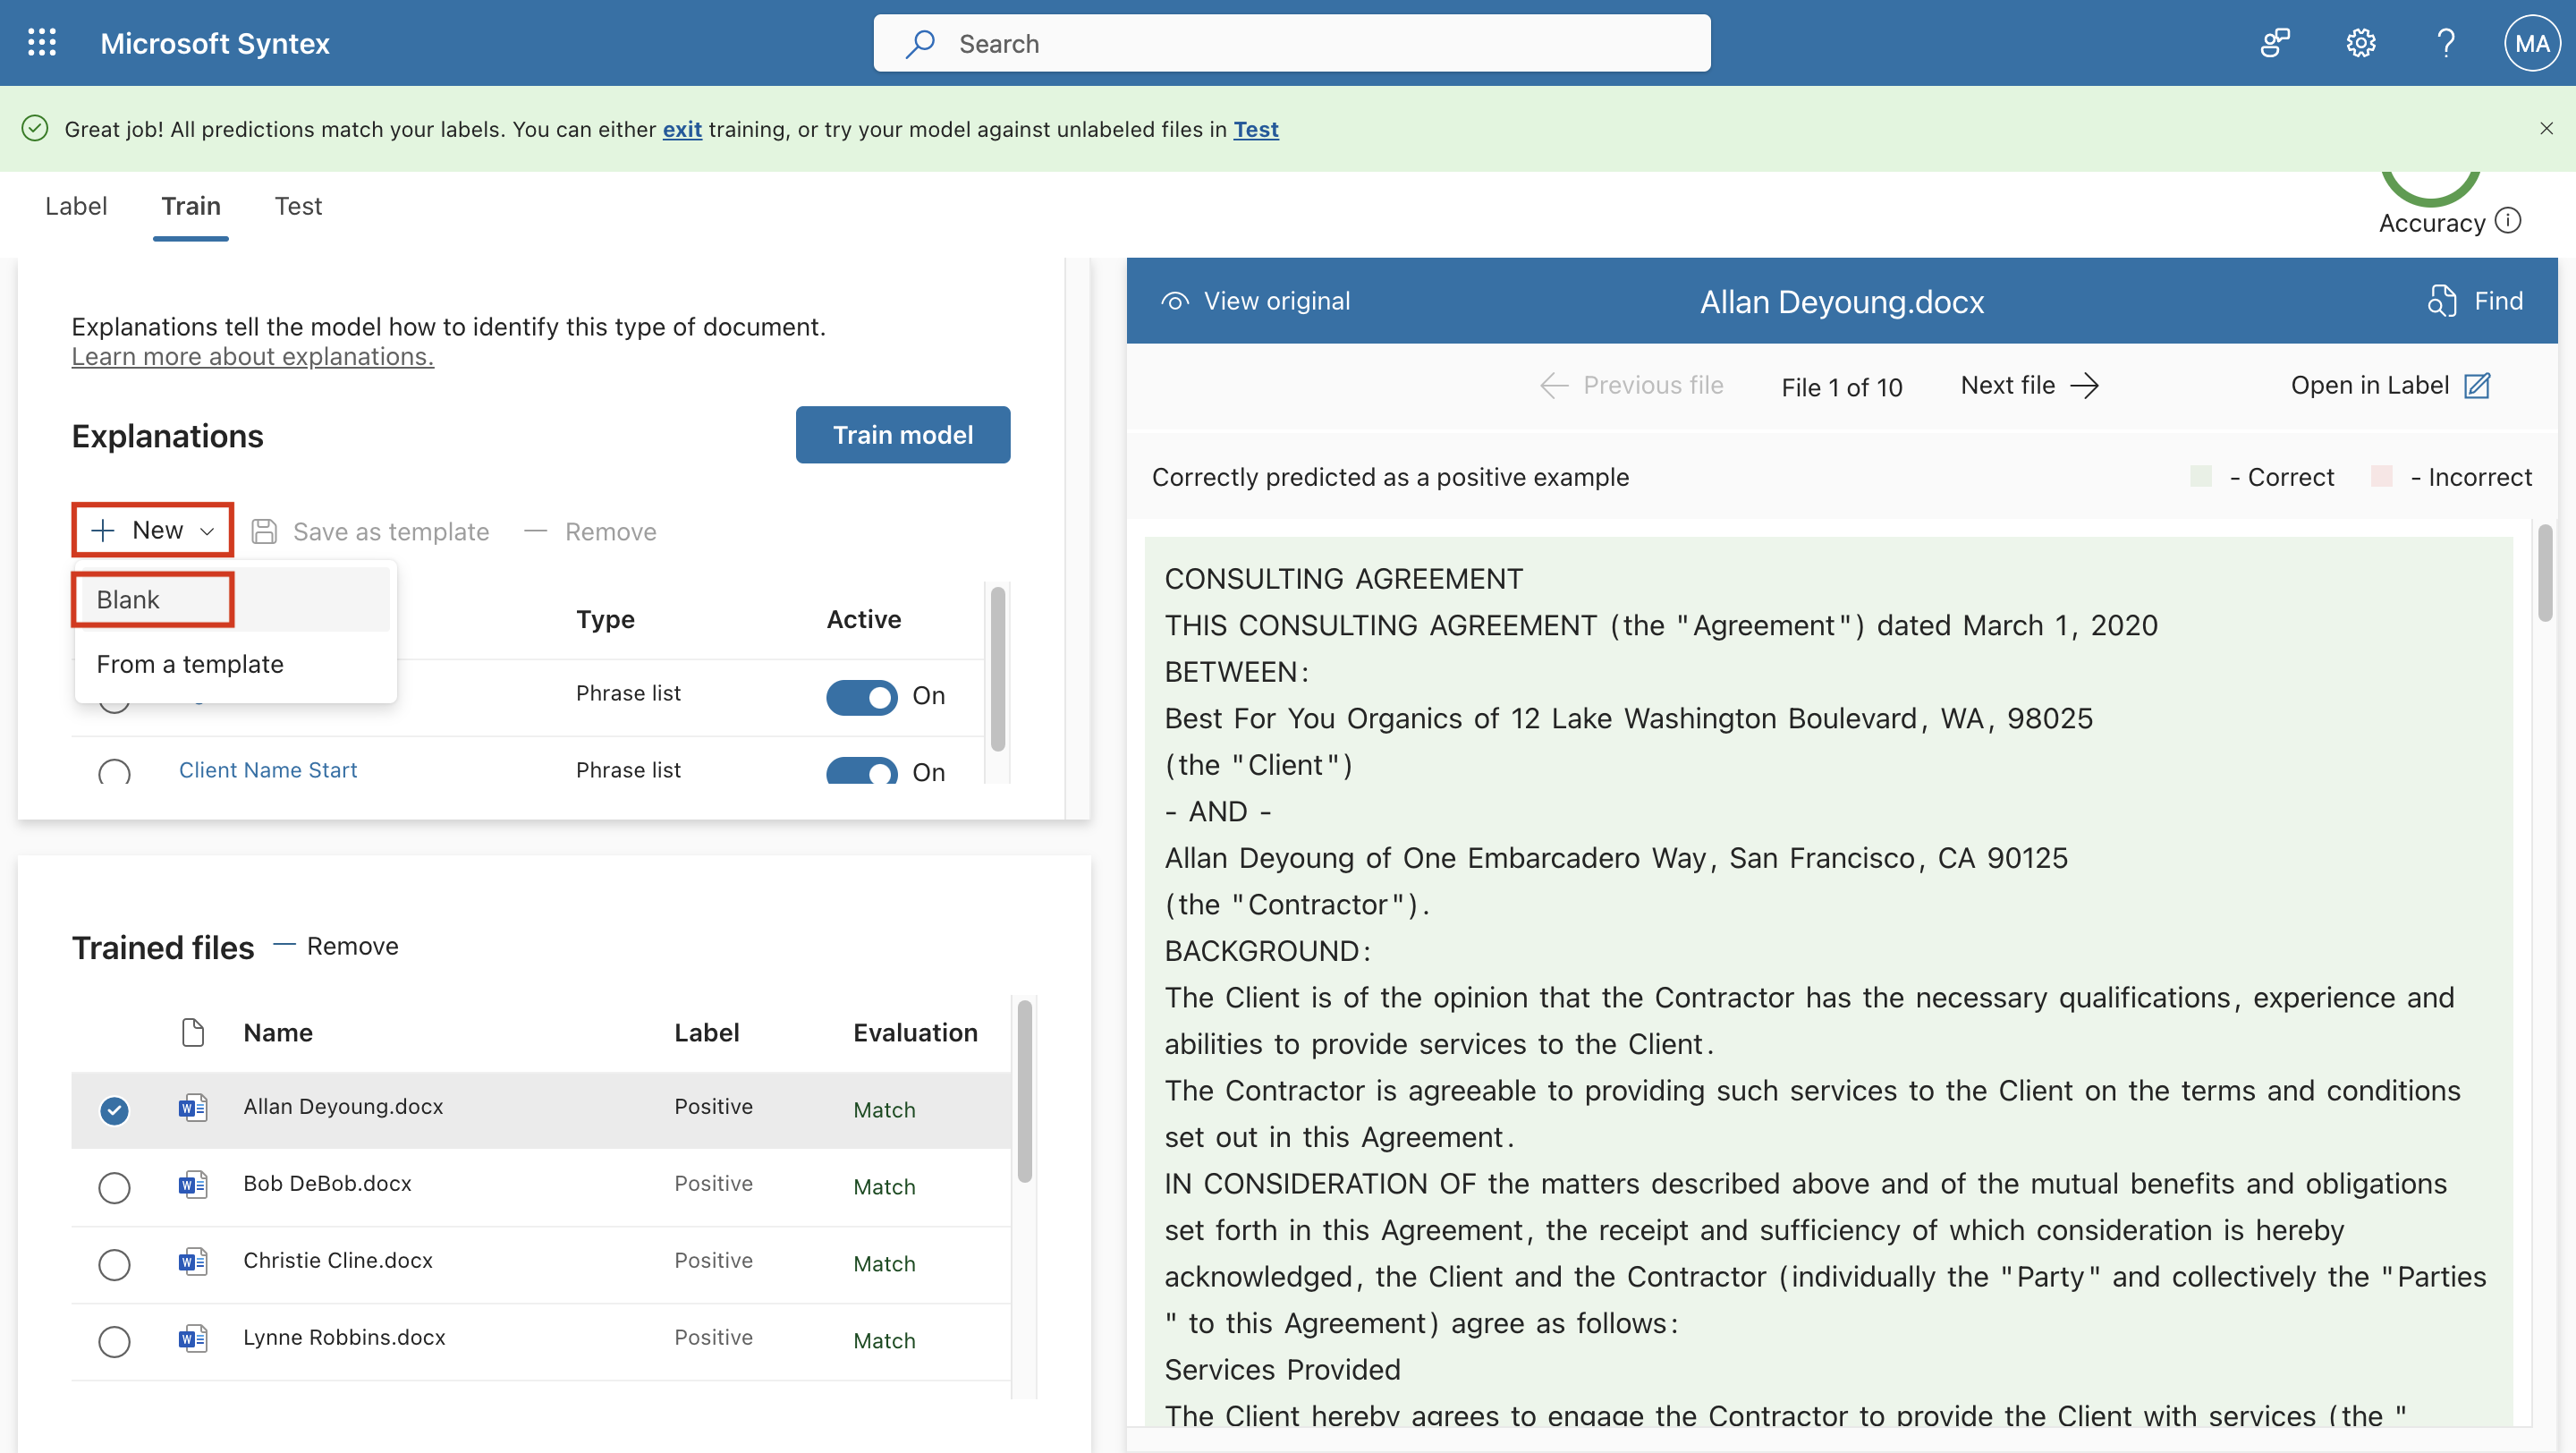 Microsoft Syntex
Search
MA
Great job! All predictions match your labels. You can either exit training, or try your model against unlabeled files in Test
Label Train Test
Accuracy
Explanations tell the model how to identify this type of document.
Learn more about explanations.
Explanations
Train model
New Save as template Remove
Blank
From a template
Type Active
Phrase list On
Client Name Start Phrase list On
Trained files Remove
Name Label Evaluation
Allan Deyoung.docx Positive Match
Bob DeBob.docx Positive Match
Christie Cline.docx Positive Match
Lynne Robbins.docx Positive Match
View original Allan Deyoung.docx Find
Previous file File 1 of 10 Next file Open in Label
Correctly predicted as a positive example - Correct - Incorrect
CONSULTING AGREEMENT
THIS CONSULTING AGREEMENT (the "Agreement") dated March 1, 2020
BETWEEN:
Best For You Organics of 12 Lake Washington Boulevard, WA, 98025
(the "Client")
- AND -
Allan Deyoung of One Embarcadero Way, San Francisco, CA 90125
(the "Contractor").
BACKGROUND:
The Client is of the opinion that the Contractor has the necessary qualifications, experience and
abilities to provide services to the Client.
The Contractor is agreeable to providing such services to the Client on the terms and conditions
set out in this Agreement.
IN CONSIDERATION OF the matters described above and of the mutual benefits and obligations
set forth in this Agreement, the receipt and sufficiency of which consideration is hereby
acknowledged, the Client and the Contractor (individually the "Party" and collectively the "Parties
" to this Agreement) agree as follows:
Services Provided
The Client hereby agrees to engage the Contractor to provide the Client with services (the "